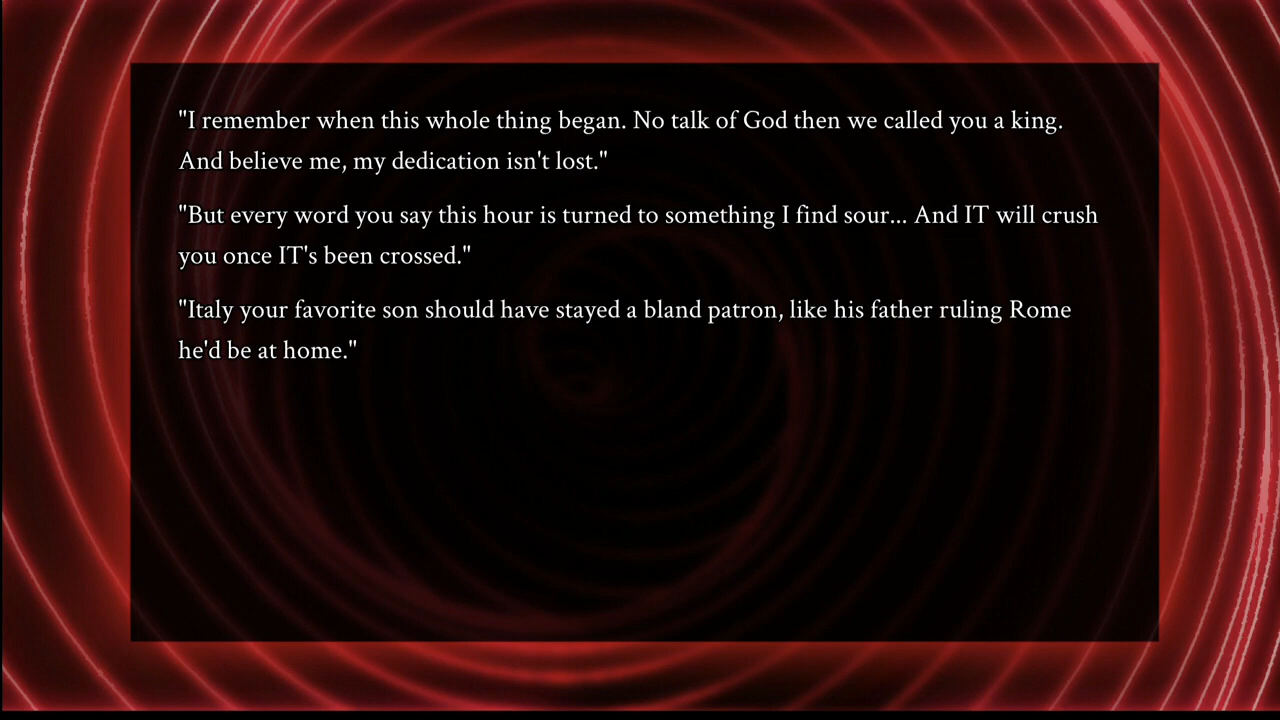 "I remember when this whole thing began. No talk of God then we called you a king.
And believe me, my dedication isn't lost."
"But every word you say this hour is turned to something I find sour... And IT will crush
you once IT's been crossed."
"Italy your favorite son should have stayed a bland patron, like his father ruling Rome
he'd be at home."